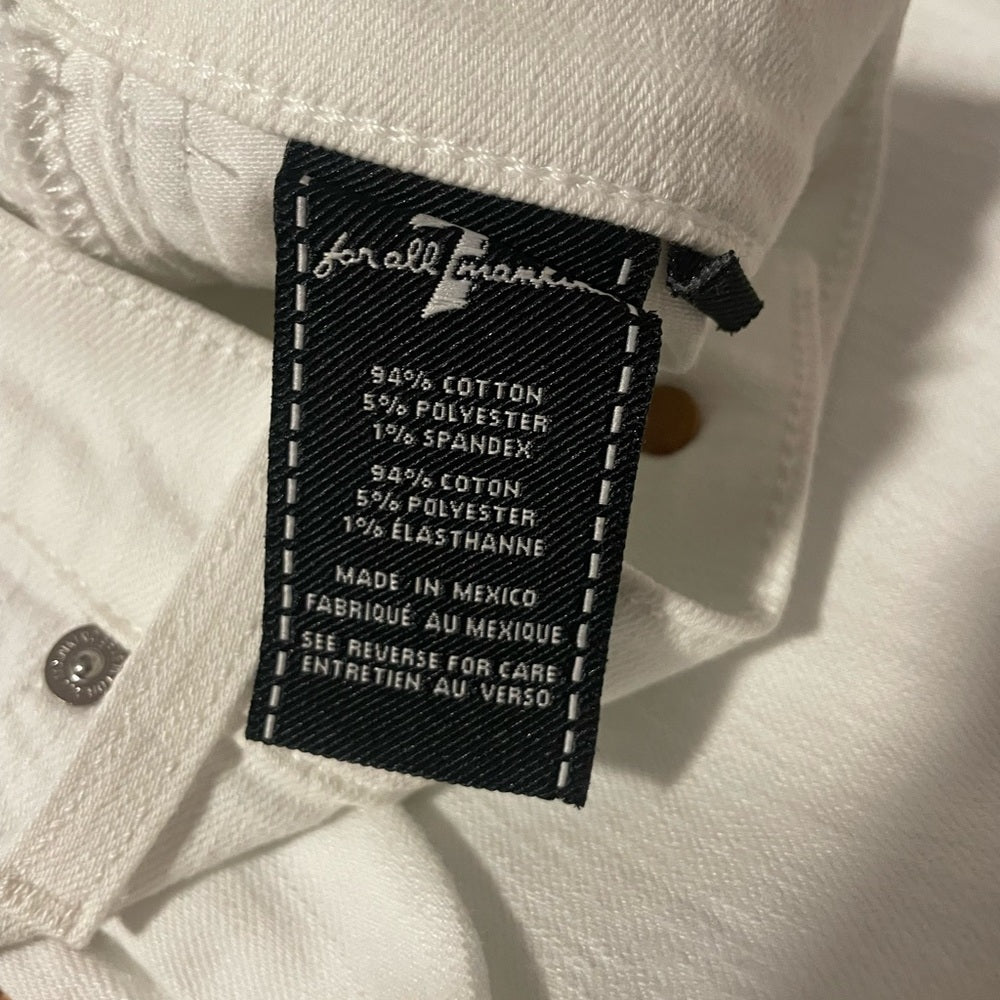 for all 7 mankin
94% COTTON
5% POLYESTER
1% SPANDEX
94% COTON
5% POLYESTER
1% ÉLASTHANNE
MADE IN MEXICO
FABRIQUÉ AU MEXIQUE
SEE REVERSE FOR CARE
ENTRETIEN AU VERSO